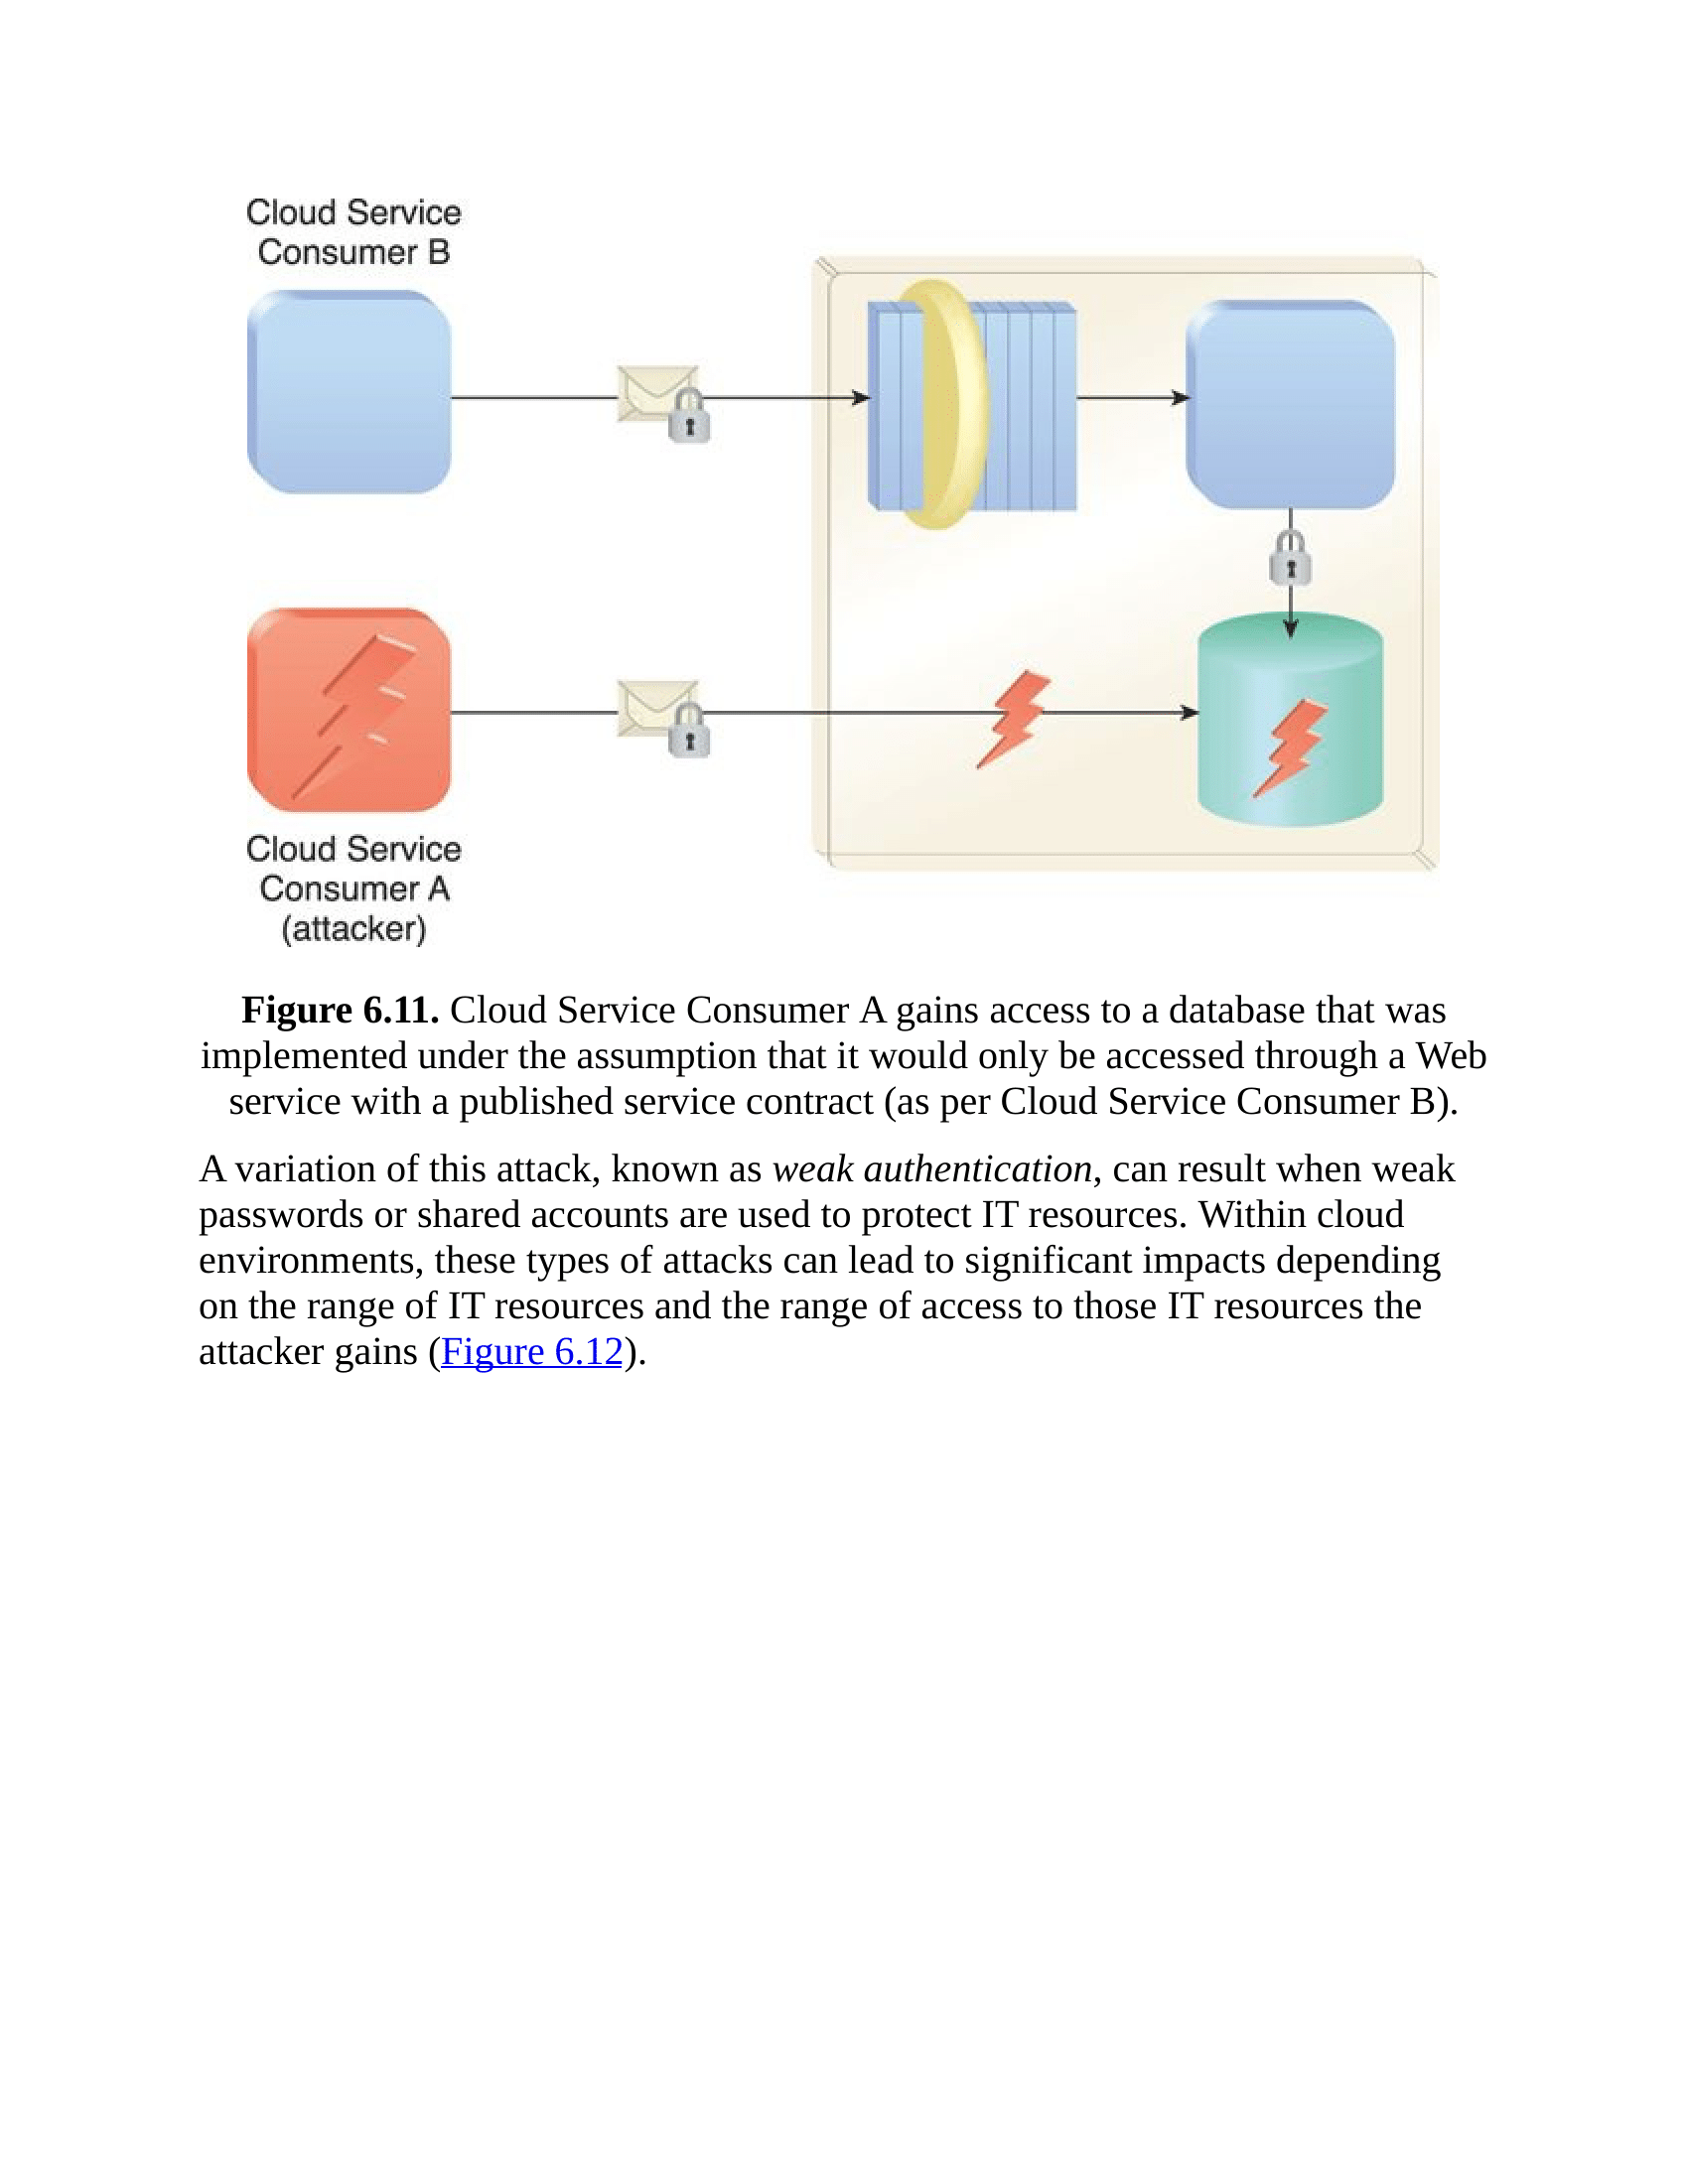 Cloud Service
Consumer B
Cloud Service
Consumer A
(attacker)
Figure 6.11. Cloud Service Consumer A gains access to a database that was
implemented under the assumption that it would only be accessed through a Web
service with a published service contract (as per Cloud Service Consumer B).
A variation of this attack, known as weak authentication, can result when weak
passwords or shared accounts are used to protect IT resources. Within cloud
environments, these types of attacks can lead to significant impacts depending
on the range of IT resources and the range of access to those IT resources the
attacker gains (Figure 6.12).